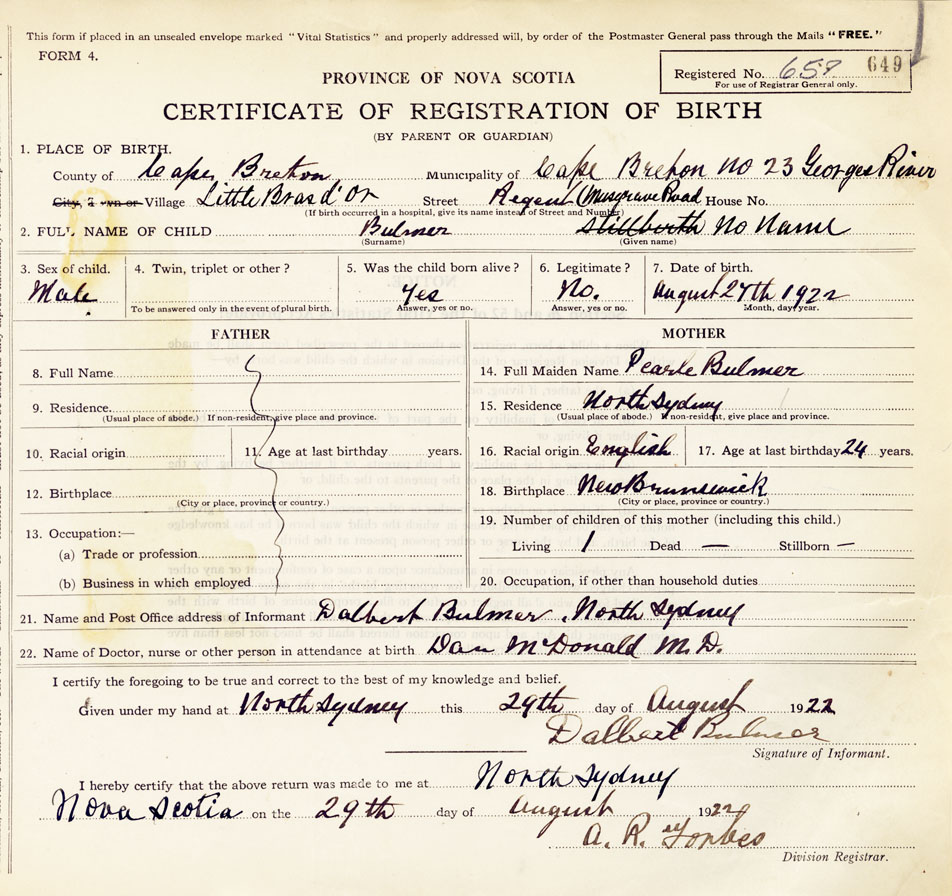 This form if placed in an unsealed envelope marked "Vital Statistics" and properly addressed will, by order of the Postmaster General pass through the Mails "FREE."
FORM 4.
Registered No. 658 649
For use of Registrar General only.
PROVINCE OF NOVA SCOTIA
CERTIFICATE OF REGISTRATION OF BIRTH
(BY PARENT OR GUARDIAN)
1. PLACE OF BIRTH.
County of Cape Breton, Municipality of Cape Breton No 23 Georges River
City, Town or Village Little Bras d'Or Street Regent (Musgrave Road House No.
(If birth occurred in a hospital, give its name instead of Street and Number)
2. FULL NAME OF CHILD Bulmer stillbirth No Name
(Surname) (Given name)
3. Sex of child. 4. Twin, triplet or other? 5. Was the child born alive? 6. Legitimate? 7. Date of birth.
Male Yes No. August 27th 1922
To be answered only in the event of plural birth. Answer, yes or no. Answer, yes or no. Month, day, year.
FATHER MOTHER
8. Full Name 14. Full Maiden Name Pearle Bulmer
9. Residence. 15. Residence North Sydney
(Usual place of abode.) If non-resident, give place and province. (Usual place of abode.) If non-resident, give place and province.
10. Racial origin 11. Age at last birthday years. 16. Racial origin English 17. Age at last birthday 24 years.
12. Birthplace 18. Birthplace New Brunswick
(City or place, province or country.) (City or place, province or country.)
13. Occupation:— 19. Number of children of this mother (including this child.)
(a) Trade or profession Living 1 Dead — Stillborn —
(b) Business in which employed 20. Occupation, if other than household duties
21. Name and Post Office address of Informant Dalbert Bulmer, North Sydney
22. Name of Doctor, nurse or other person in attendance at birth Dan McDonald M.D.
I certify the foregoing to be true and correct to the best of my knowledge and belief.
Given under my hand at North Sydney this 29th day of August 1922
Dalbert Bulmer
Signature of Informant.
I hereby certify that the above return was made to me at North Sydney
Nova Scotia on the 29th day of August 1922
A. R. Forbes
Division Registrar.